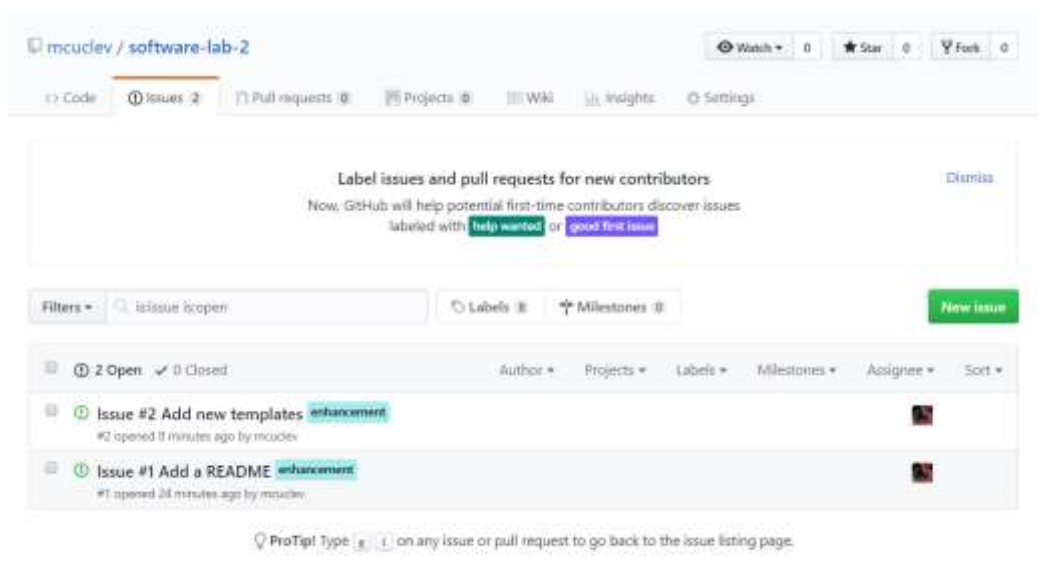 mcuclev / software-lab-2
Watch 0 Star 0 Fork 0
Code Issues 2 Pull requests 0 Projects 0 Wiki Insights Settings
Label issues and pull requests for new contributors
Dismiss
Now, GitHub will help potential first-time contributors discover issues
labeled with help wanted or good first issue
Filters is:issue is:open Labels 8 Milestones 0 New issue
2 Open 0 Closed Author Projects Labels Milestones Assignee Sort
Issue #2 Add new templates enhancement
#2 opened 8 minutes ago by mcuclev
Issue #1 Add a README enhancement
#1 opened 24 minutes ago by mcuclev
ProTip! Type g i on any issue or pull request to go back to the issue listing page.